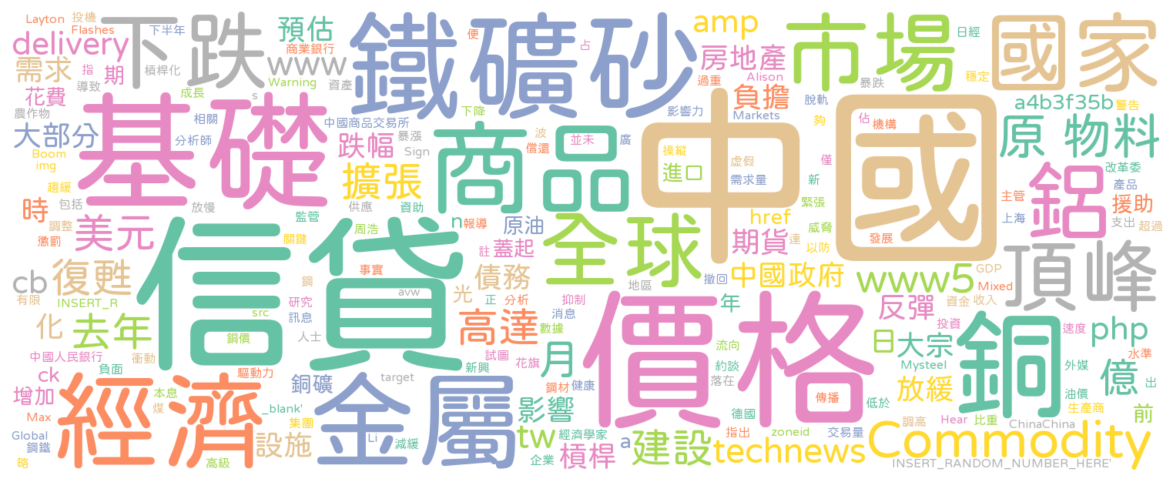 Layton 投機
Flashes
下半年
delivery
下跌
預估
商業銀行
需求 指 期 www
花費 導致 槓桿化 資產
農作物 成長 Warning
s
大部分 相關
分析師
鐵礦砂
占
便
amp
房地產
過重 Alison
負擔
影響力
下降
Markets
市場
日經
穩定
暴跌
脫軌
國家
a4b3f35b 警告
夠
佔 機構
原物料
改革委
基礎
中國商品交易所
暴漲 波
跌幅 Sign 償還
並未 廣
商品
中國
操縱
虛假
進口 僅
需求量 新
緊張
鋁
產品
主管 援助
上海
支出 超過
Boom
img
超緩
時 包括 放慢
擴張
供應 資助
監管 n 報導
原油
美元 調整
懲罰
關鍵 周浩
註 蓋起
全球
href
期貨 遠
威脅
以防
發展
信貸
cb 復甦
有限 INSERT_R
債務
光 正 分析
地區
抑制
撤回
中國政府
www5
GDP
Mixed
頂峰
化 去年
src
鋼
事實
研究
訊息
avw
銅價
人士
高達
消息
數據
試圖 花旗
月
價格
年
流向
約談
落在
反彈
資金 收入
投資
日 大宗
Mysteel
銅
速度
php
外媒 水準
億
中國人民銀行 衝動
負面
ck
增加
本息
驅動力
經濟
Max
煤
Global
鋼鐵
略
高級
_blank'
集團
設施
銅礦
target
新興
金屬
Li 減緩
鋼材 健康
影響
tw 經濟學家
企業 槓桿
德國
指出
a 建設
低於
傳播
zoneid
交易量
technews
放緩
調高 Hear 比重
油價 出
生產商 前
ChinaChina
Commodity
INSERT_RANDOM_NUMBER_HERE'